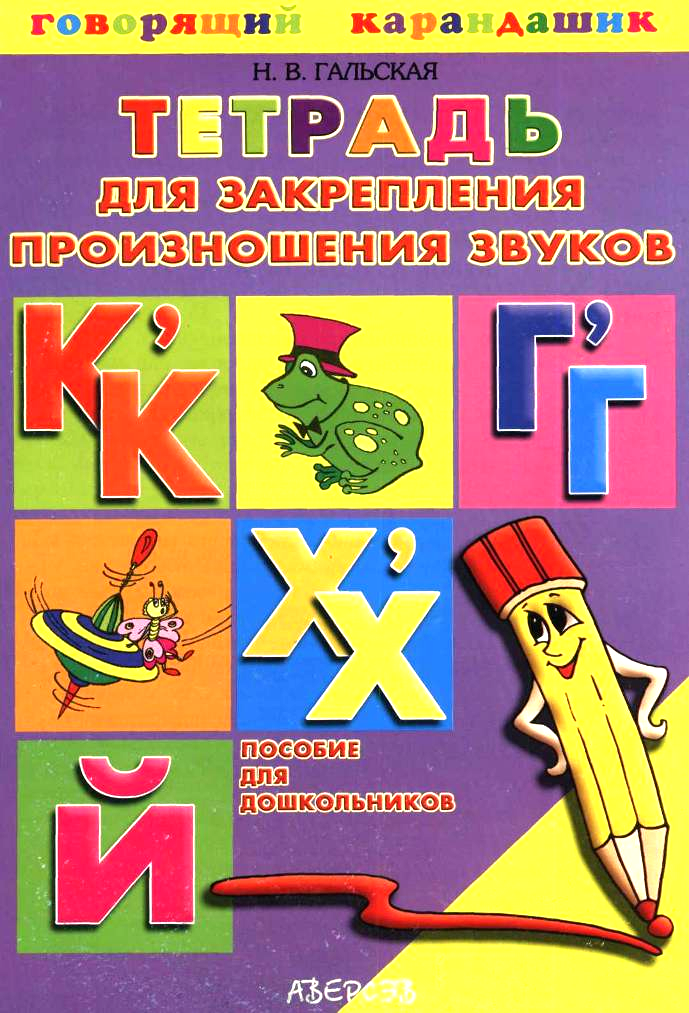 говорящий карандашик
Н. В. ГАЛЬСКАЯ
ТЕТРАДЬ
ДЛЯ ЗАКРЕПЛЕНИЯ
ПРОИЗНОШЕНИЯ ЗВУКОВ
К’ К
Г’ Г
Х’ Х
Й
ПОСОБИЕ
ДЛЯ
ДОШКОЛЬНИКОВ
АВЕРСЭВ